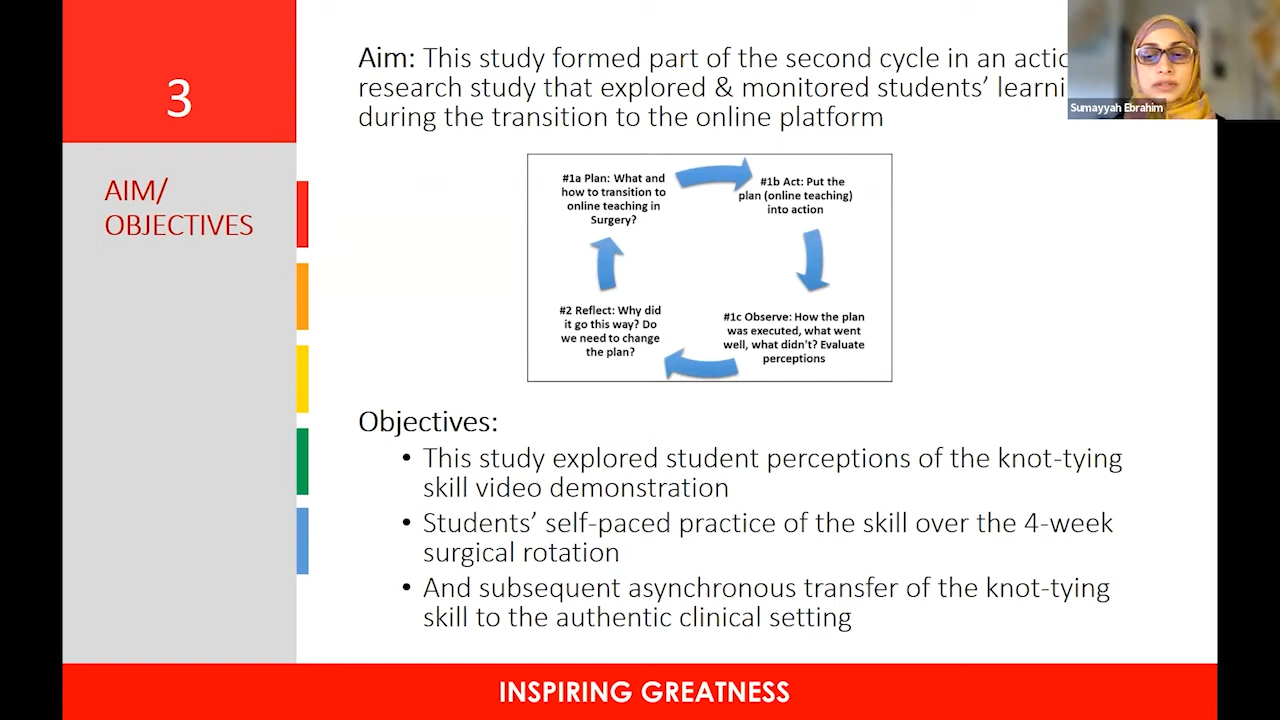 3
AIM/
OBJECTIVES
Aim: This study formed part of the second cycle in an actio
research study that explored & monitored students’ learni
during the transition to the online platform
Sumayyah Ebrahim
#1a Plan: What and
how to transition to
online teaching in
Surgery?
#1b Act: Put the
plan (online teaching)
into action
#2 Reflect: Why did
it go this way? Do
we need to change
the plan?
#1c Observe: How the plan
was executed, what went
well, what didn't? Evaluate
perceptions
Objectives:
• This study explored student perceptions of the knot-tying
skill video demonstration
• Students’ self-paced practice of the skill over the 4-week
surgical rotation
• And subsequent asynchronous transfer of the knot-tying
skill to the authentic clinical setting
INSPIRING GREATNESS